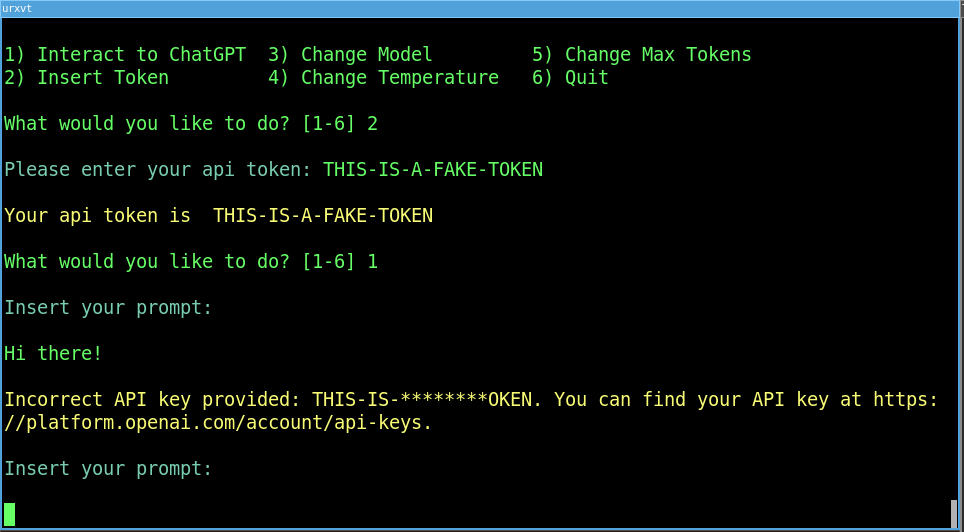 urxvt
1) Interact to ChatGPT  3) Change Model         5) Change Max Tokens
2) Insert Token         4) Change Temperature   6) Quit
What would you like to do? [1-6] 2
Please enter your api token: THIS-IS-A-FAKE-TOKEN
Your api token is  THIS-IS-A-FAKE-TOKEN
What would you like to do? [1-6] 1
Insert your prompt:
Hi there!
Incorrect API key provided: THIS-IS-********OKEN. You can find your API key at https:
//platform.openai.com/account/api-keys.
Insert your prompt: